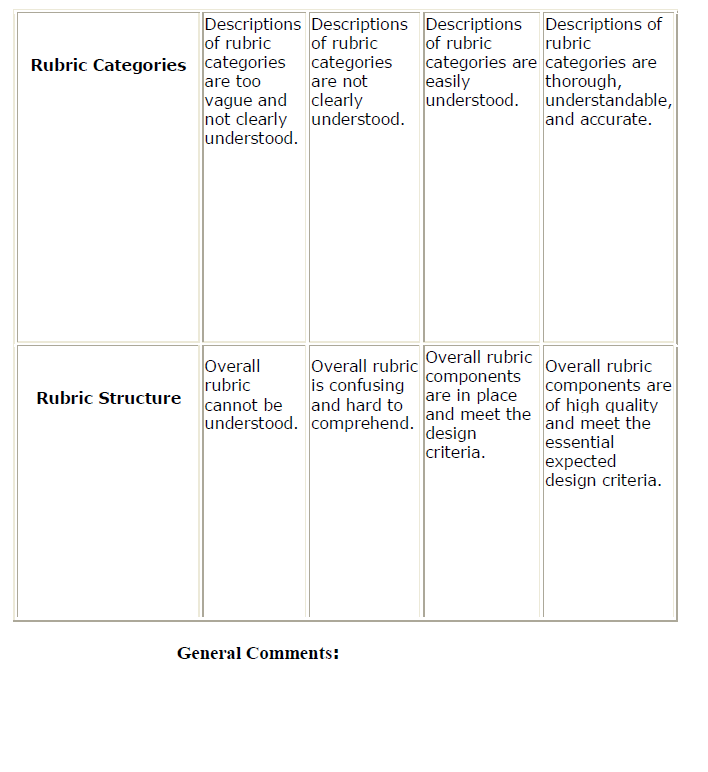 Rubric Categories
Descriptions
of rubric
categories
are too
vague and
not clearly
understood.
Descriptions
of rubric
categories
are not
clearly
understood.
Descriptions
of rubric
categories are
easily
understood.
Descriptions of
rubric
categories are
thorough,
understandable,
and accurate.
Rubric Structure
Overall
rubric
cannot be
understood.
Overall rubric
is confusing
and hard to
comprehend.
Overall rubric
components
are in place
and meet the
design
criteria.
Overall rubric
components are
of high quality
and meet the
essential
expected
design criteria.
General Comments: